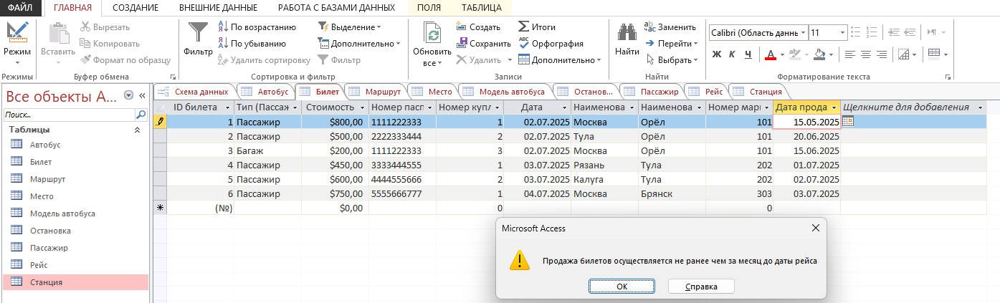 ФАЙЛ ГЛАВНАЯ СОЗДАНИЕ ВНЕШНИЕ ДАННЫЕ РАБОТА С БАЗАМИ ДАННЫХ ПОЛЯ ТАБЛИЦА
Режим
Режимы
Вставить
Вырезать
Копировать
Формат по образцу
Буфер обмена
Фильтр
По возрастанию
По убыванию
Удалить сортировку
Выделение
Дополнительно
Фильтр
Сортировка и фильтр
Обновить
все
Создать
Сохранить
Удалить
Итоги
Орфография
Дополнительно
Записи
Найти
Заменить
Перейти
Выбрать
Найти
Calibri (Область данн 11
Ж К Ч
Форматирование текста
Все объекты A...
Поиск...
Таблицы
Автобус
Билет
Маршрут
Место
Модель автобуса
Остановка
Пассажир
Рейс
Станция
Схема данных Автобус Билет Маршрут Место Модель автобуса Останов... Пассажир Рейс Станция
ID билета Тип (Пассаж Стоимость Номер пасп Номер купл Дата Наименова Наименова Номер марш Дата прода Щелкните для добавления
1 Пассажир $800,00 1111222333 1 02.07.2025 Москва Орёл 101 15.05.2025
2 Пассажир $500,00 2222333444 2 02.07.2025 Тула Орёл 101 20.06.2025
3 Багаж $200,00 1111222333 3 02.07.2025 Москва Орёл 101 15.06.2025
4 Пассажир $450,00 3333444555 1 03.07.2025 Рязань Тула 202 01.07.2025
5 Пассажир $600,00 4444555666 2 03.07.2025 Калуга Тула 202 02.07.2025
6 Пассажир $750,00 5555666777 1 04.07.2025 Москва Брянск 303 03.07.2025
(№) $0,00 0 0
Microsoft Access
Продажа билетов осуществляется не ранее чем за месяц до даты рейса
ОК Справка